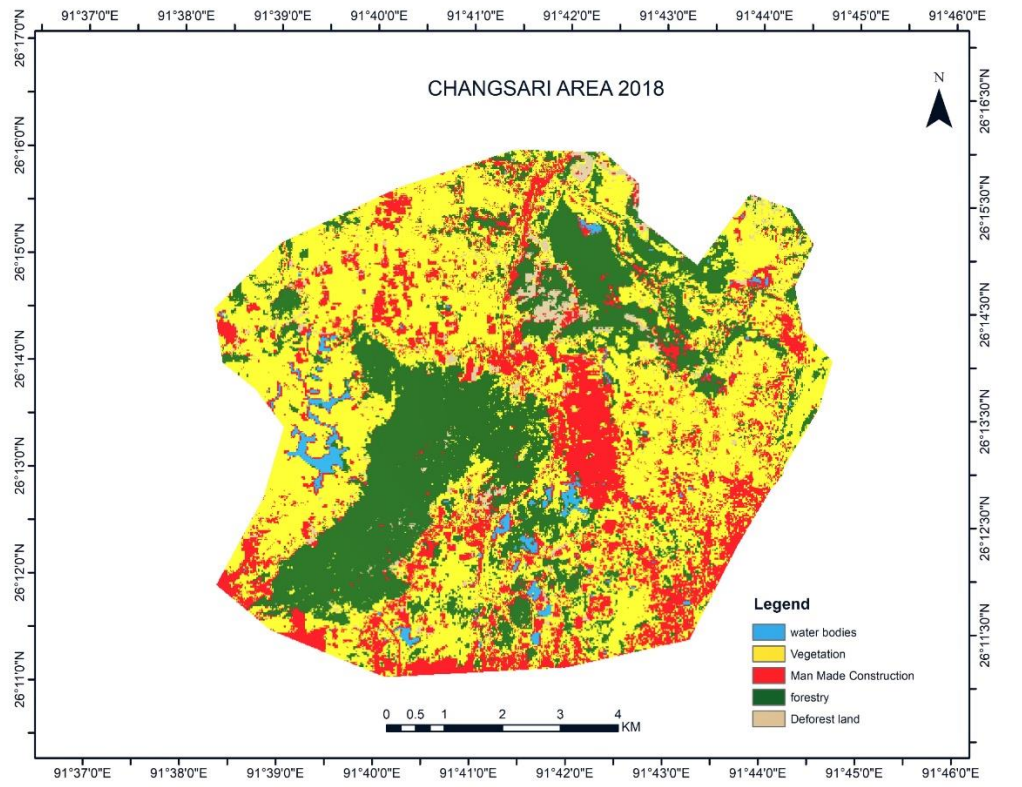 91°37'0"E 91°38'0"E 91°39'0"E 91°40'0"E 91°41'0"E 91°42'0"E 91°43'0"E 91°44'0"E 91°45'0"E 91°46'0"E
26°17'0"N
26°16'0"N
26°15'0"N
26°14'0"N
26°13'0"N
26°12'0"N
26°11'0"N
CHANGSARI AREA 2018
N
26°16'30"N
26°15'30"N
26°14'30"N
26°13'30"N
26°12'30"N
26°11'30"N
Legend
water bodies
Vegetation
Man Made Construction
forestry
Deforest land
0 0.5 1 2 3 4
KM
91°37'0"E 91°38'0"E 91°39'0"E 91°40'0"E 91°41'0"E 91°42'0"E 91°43'0"E 91°44'0"E 91°45'0"E 91°46'0"E